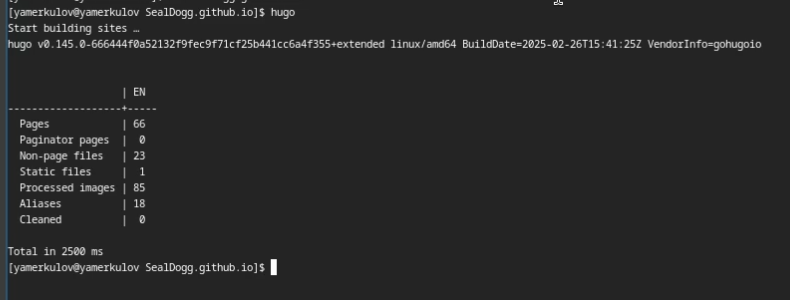 [yamerkulov@yamerkulov SealDogg.github.io]$ hugo
Start building sites …
hugo v0.145.0-666444f0a52132f9fec9f71cf25b441cc6a4f355+extended linux/amd64 BuildDate=2025-02-26T15:41:25Z VendorInfo=gohugoio
                   | EN
-------------------+-----
  Pages            | 66
  Paginator pages  |  0
  Non-page files   | 23
  Static files     |  1
  Processed images | 85
  Aliases          | 18
  Cleaned          |  0
Total in 2500 ms
[yamerkulov@yamerkulov SealDogg.github.io]$